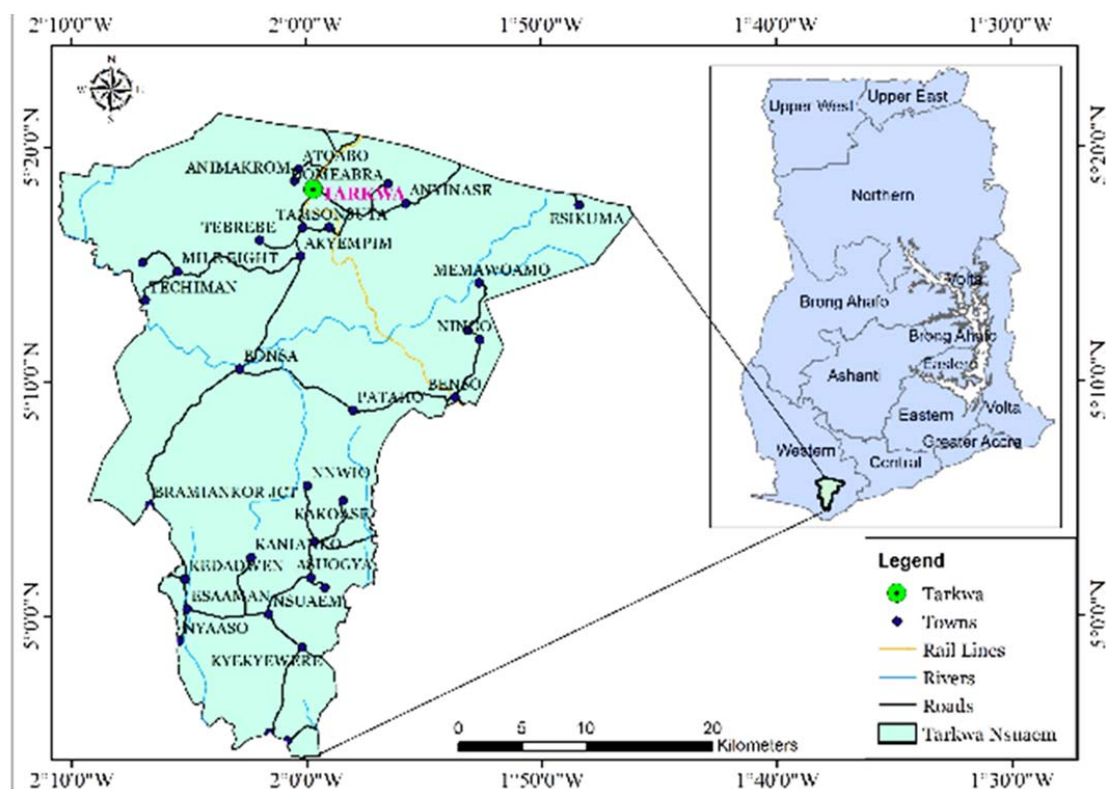 2°10'0"W 2°0'0"W 1°50'0"W 1°40'0"W 1°30'0"W
N
W E
S
5°20'0"N
5°10'0"N
5°0'0"N
ATOABO
ANIMAKROM
DOMEABRA
TARKWA
ANYINASE
ESIKUMA
TEBREBE
AKYEMPIM
MILE EIGHT
MEMAWOAMO
TECHIMAN
NINGO
BONSA
BENSO
PATAHO
NNWIO
BRAMIANKOR JCT
KAKOASE
KANIANKO
KEDADWEN
ASUOGYA
ESAAMAN
NSUAEM
NYAASO
KYEKYEWERE
Upper West
Upper East
Northern
Volta
Brong Ahafo
Brong Ahafo
Eastern
Ashanti
Eastern
Volta
Greater Accra
Western
Central
Legend
Tarkwa
Towns
Rail Lines
Rivers
Roads
Tarkwa Nsuaem
0 5 10 20
Kilometers
5°20'0"N
5°10'0"N
5°0'0"N
2°10'0"W 2°0'0"W 1°50'0"W 1°40'0"W 1°30'0"W